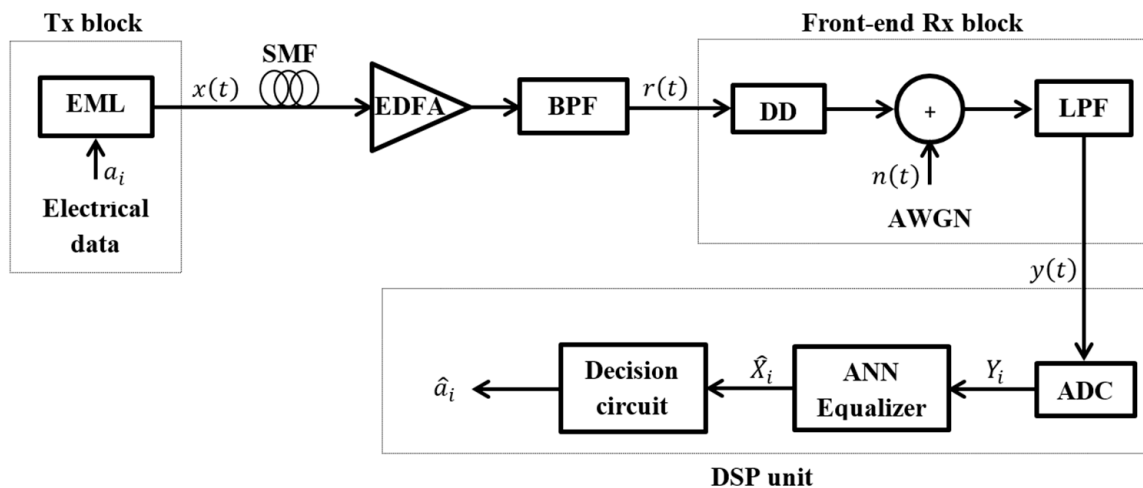 Tx block
Front-end Rx block
SMF
EML
x(t)
EDFA
BPF
r(t)
DD
+
LPF
a_i
n(t)
Electrical
data
AWGN
y(t)
Decision
circuit
X̂_i
ANN
Equalizer
Y_i
ADC
â_i
DSP unit